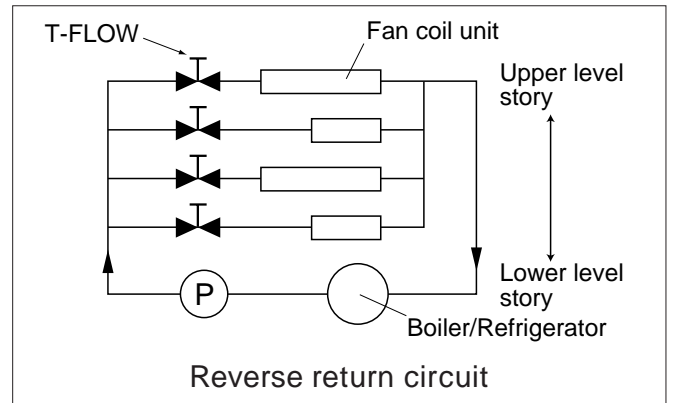 T-FLOW
Fan coil unit
Upper level
story
Lower level
story
P
Boiler/Refrigerator
Reverse return circuit